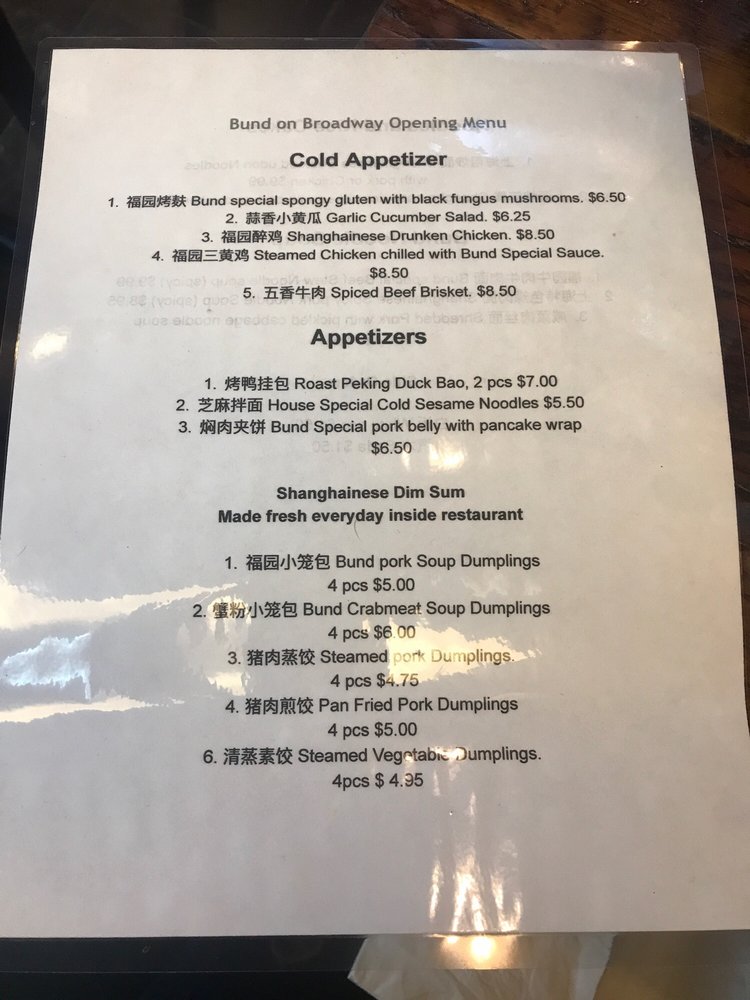 Bund on Broadway Opening Menu
Cold Appetizer
1. 福园烤麸 Bund special spongy gluten with black fungus mushrooms. $6.50
2. 蒜香小黄瓜 Garlic Cucumber Salad. $6.25
3. 福园醉鸡 Shanghainese Drunken Chicken. $8.50
4. 福园三黄鸡 Steamed Chicken chilled with Bund Special Sauce.
$8.50
5. 五香牛肉 Spiced Beef Brisket. $8.50
Appetizers
1. 烤鸭挂包 Roast Peking Duck Bao, 2 pcs $7.00
2. 芝麻拌面 House Special Cold Sesame Noodles $5.50
3. 焖肉夹饼 Bund Special pork belly with pancake wrap
$6.50
Shanghainese Dim Sum
Made fresh everyday inside restaurant
1. 福园小笼包 Bund pork Soup Dumplings
4 pcs $5.00
2. 蟹粉小笼包 Bund Crabmeat Soup Dumplings
4 pcs $6.00
3. 猪肉蒸饺 Steamed pork Dumplings.
4 pcs $4.75
4. 猪肉煎饺 Pan Fried Pork Dumplings
4 pcs $5.00
6. 清蒸素饺 Steamed Vegetable Dumplings.
4pcs $ 4.95